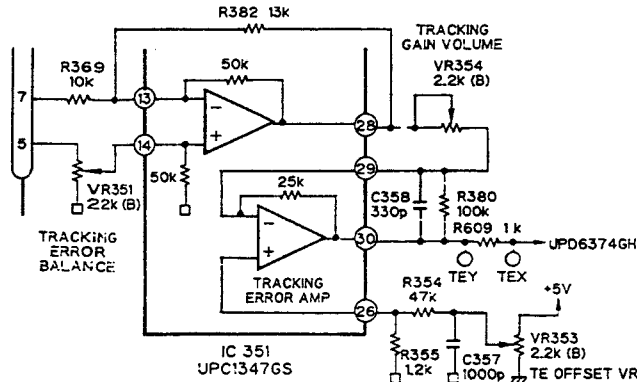 R382 13k
TRACKING
GAIN VOLUME
R369
10k
50k
VR354
2.2k (B)
7
13
28
5
14
29
VR351
22k (B)
50k
25k
C358
330p
R380
100k
R609 1k
30
UPD6374GH
TRACKING
ERROR
BALANCE
TRACKING
ERROR AMP
TEY
TEX
R354
47k
+5V
26
IC 351
UPC1347GS
R355
1.2k
C357
1000p
VR353
2.2k (B)
TE OFFSET VR